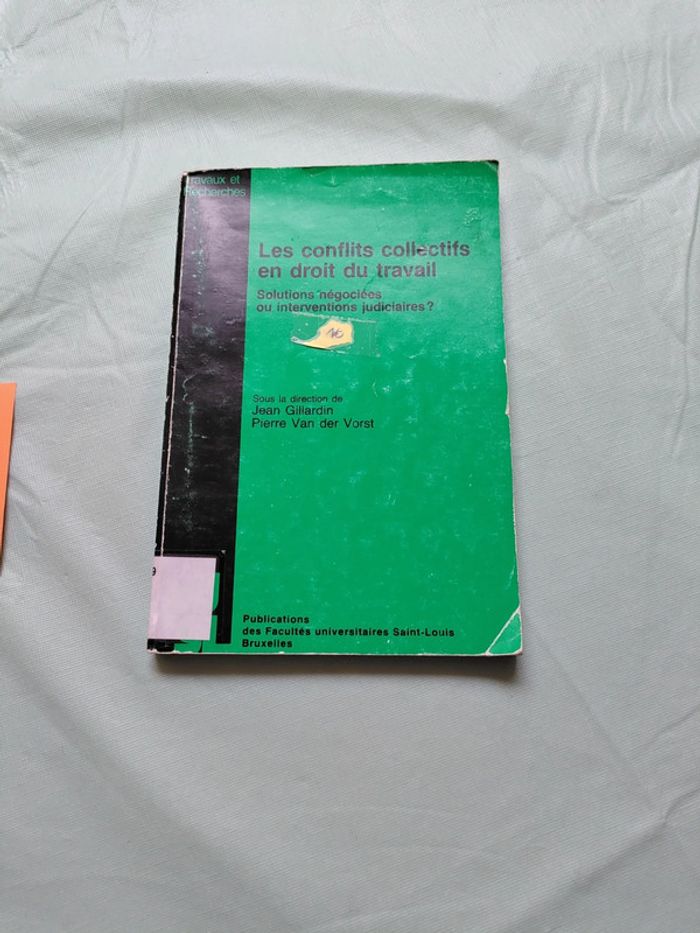 Travaux et
Recherches
Les conflits collectifs
en droit du travail
Solutions négociées
ou interventions judiciaires ?
Sous la direction de
Jean Gillardin
Pierre Van der Vorst
9
Publications
des Facultés universitaires Saint-Louis
Bruxelles